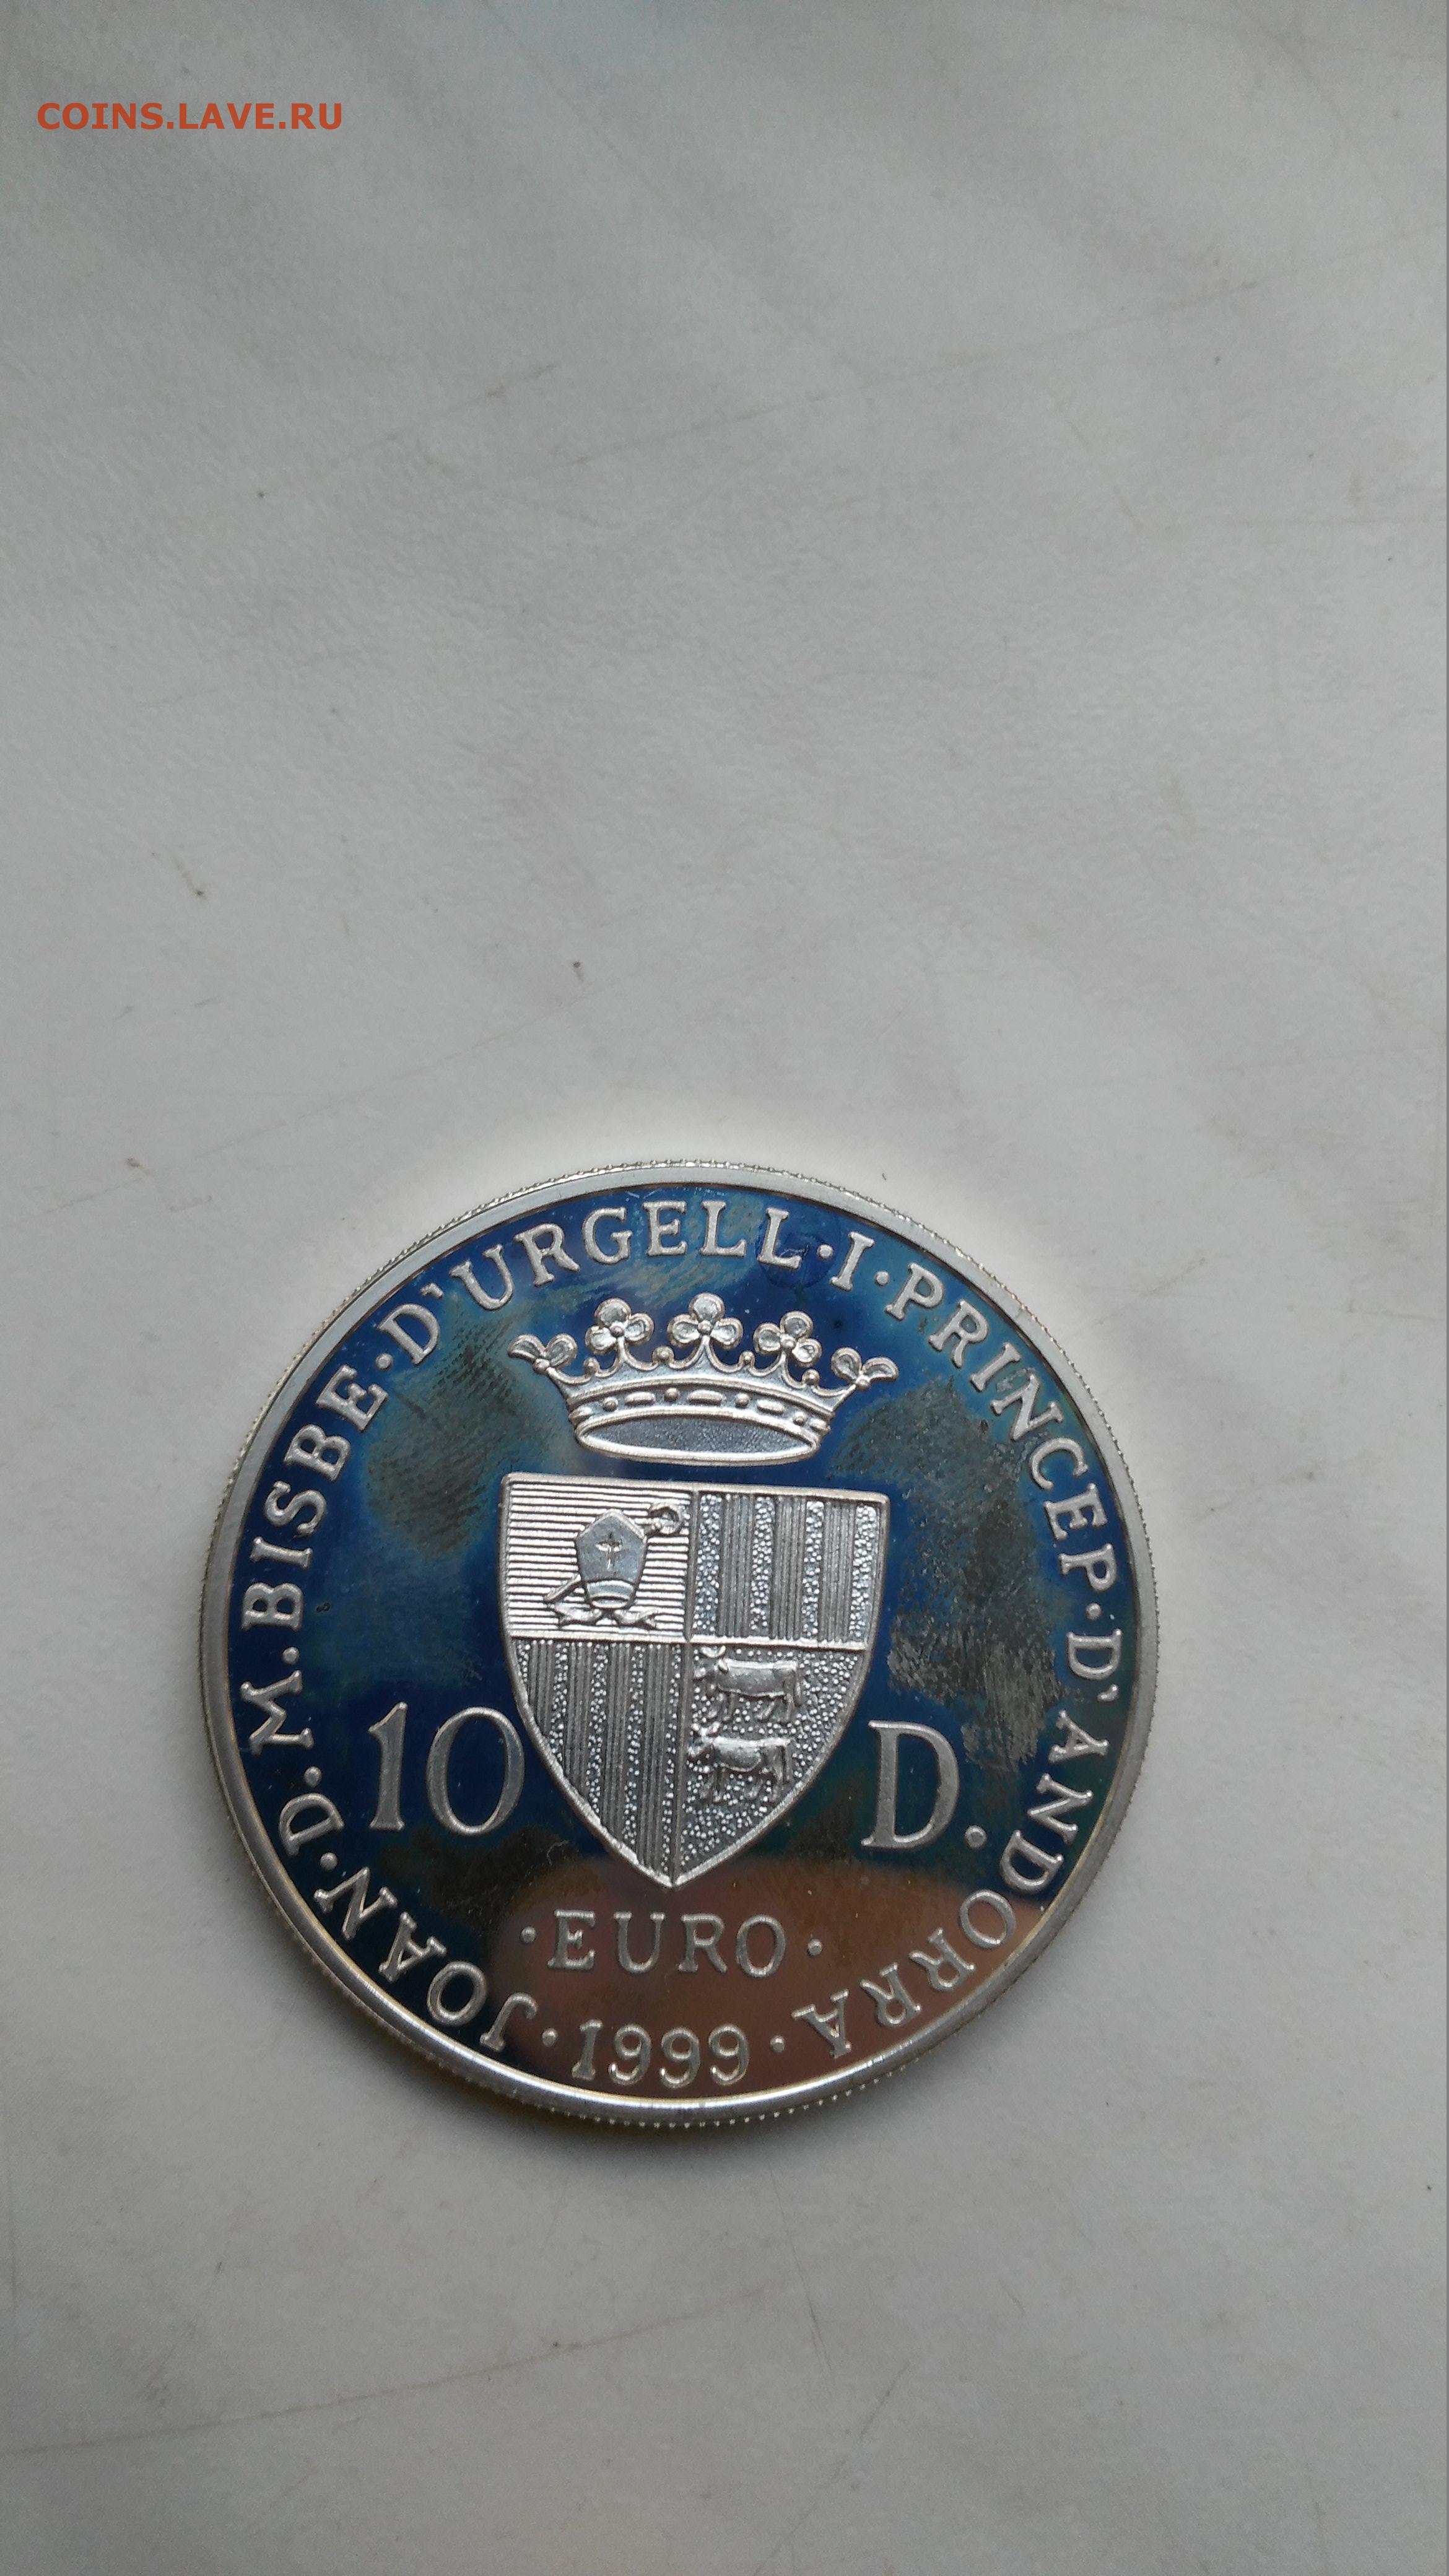 COINS.LAVE.RU
JOAN·D·D·M·BISBE·D'URGELL·I·PRINCEP·D'ANDORRA
10 D.
·EURO·
·1999·